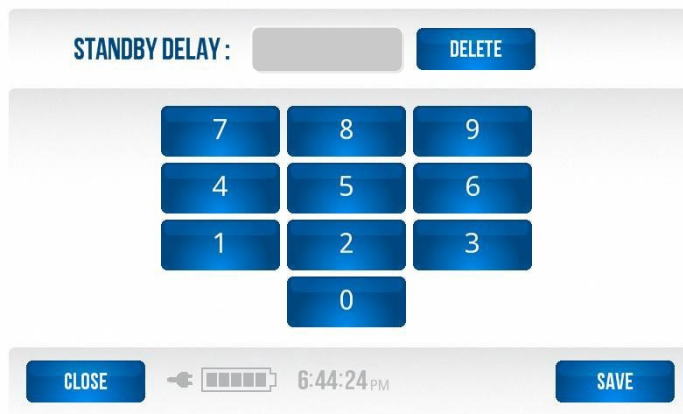 STANDBY DELAY :
DELETE
7 8 9
4 5 6
1 2 3
0
CLOSE 6:44:24 PM SAVE